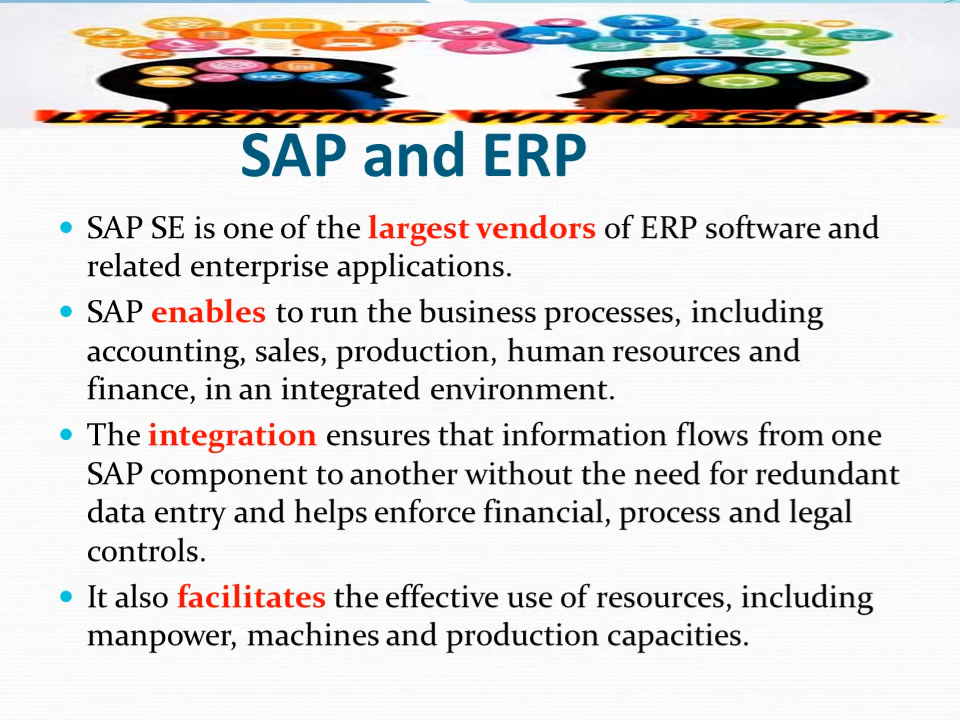 LEARNING WITH ISRAR
SAP and ERP
SAP SE is one of the largest vendors of ERP software and
related enterprise applications.
SAP enables to run the business processes, including
accounting, sales, production, human resources and
finance, in an integrated environment.
The integration ensures that information flows from one
SAP component to another without the need for redundant
data entry and helps enforce financial, process and legal
controls.
It also facilitates the effective use of resources, including
manpower, machines and production capacities.